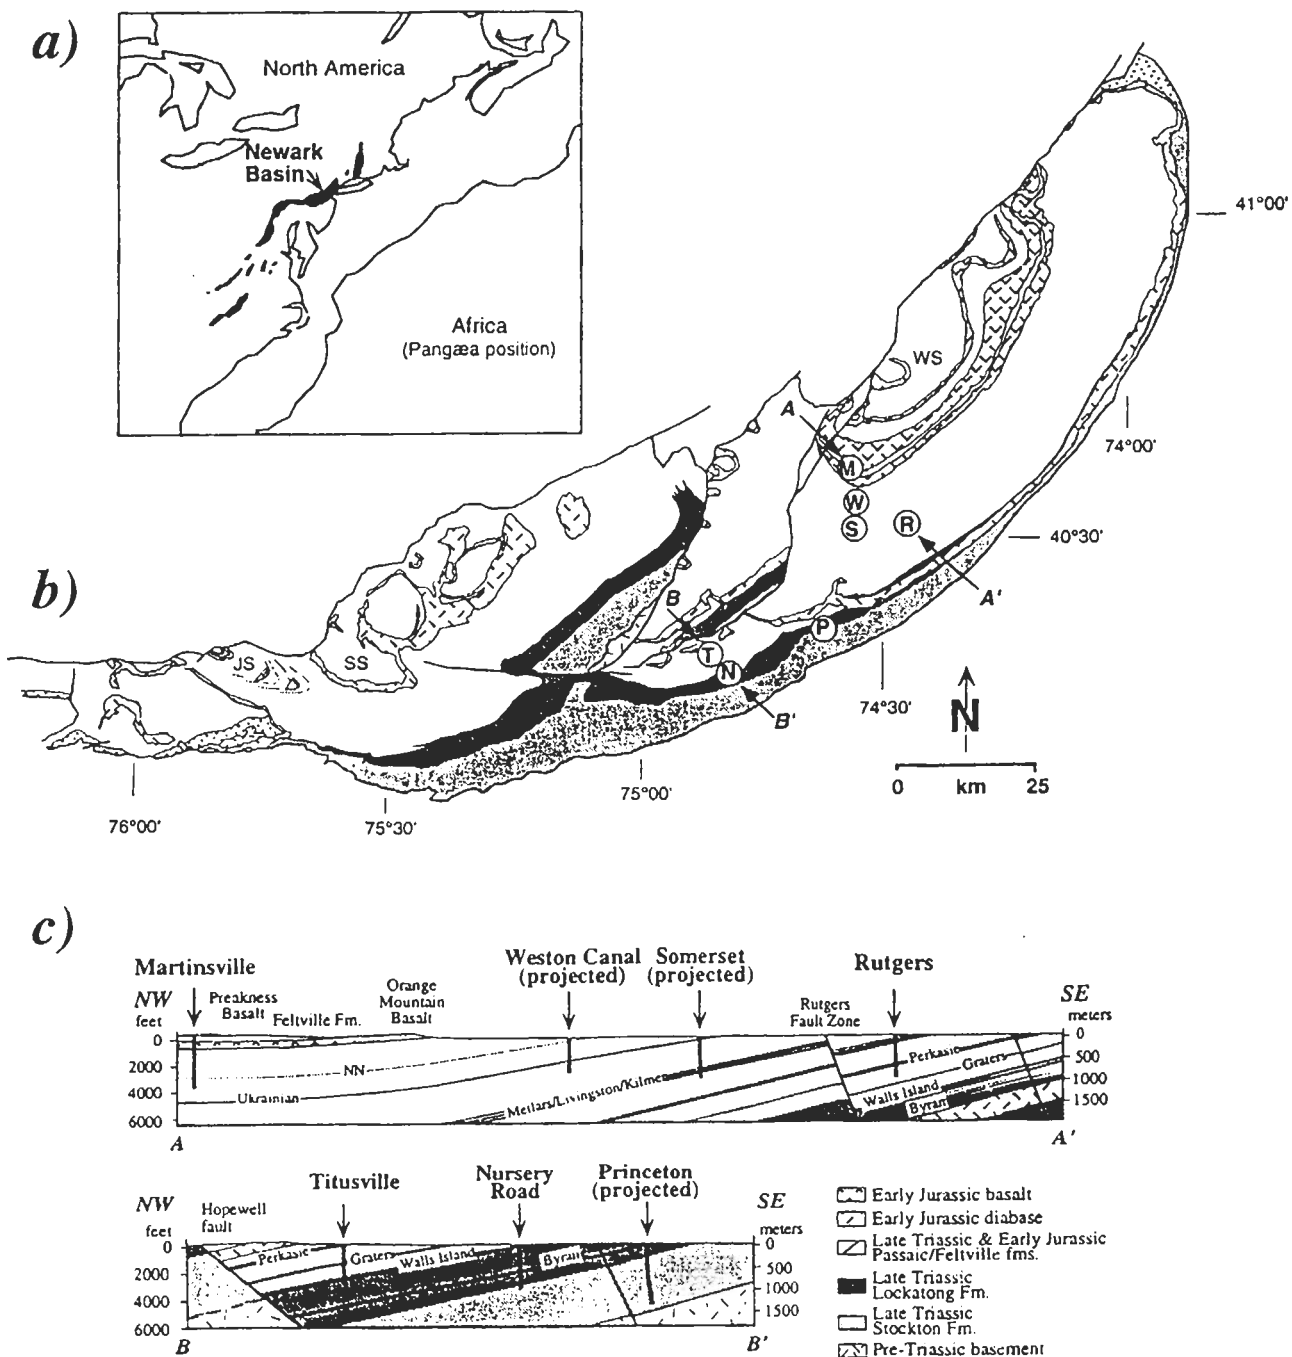 a)
North America
Newark
Basin
Africa
(Pangæa position)
b)
41°00'
WS
74°00'
A
M
W
S
R
40°30'
A'
B
P
T
N
JS
SS
B'
74°30'
N
0 km 25
75°00'
76°00'
75°30'
c)
Martinsville
Weston Canal
(projected)
Somerset
(projected)
Rutgers
NW
feet
Preakness
Basalt
Feltville Fm.
Orange
Mountain
Basalt
Rutgers
Fault Zone
SE
meters
0
2000
4000
6000
NN
Ukrainian
Metlars/Livingston/Kilmer
Perkasie
Graters
Walls Island
Byran
0
500
1000
1500
A
A'
NW
feet
Hopewell
fault
Titusville
Nursery
Road
Princeton
(projected)
SE
meters
0
2000
4000
6000
Perkasie
Graters
Walls Island
Byran
0
500
1000
1500
B
B'
Early Jurassic basalt
Early Jurassic diabase
Late Triassic & Early Jurassic
Passaic/Feltville fms.
Late Triassic
Lockatong Fm.
Late Triassic
Stockton Fm.
Pre-Triassic basement